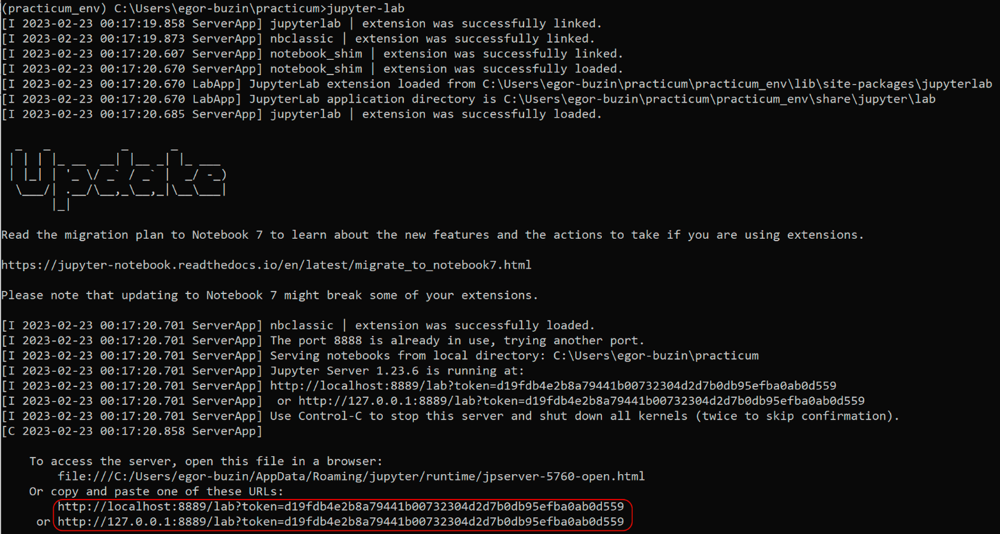 (practicum_env) C:\Users\egor-buzin\practicum>jupyter-lab
[I 2023-02-23 00:17:19.858 ServerApp] jupyterlab | extension was successfully linked.
[I 2023-02-23 00:17:19.873 ServerApp] nbclassic | extension was successfully linked.
[I 2023-02-23 00:17:20.607 ServerApp] notebook_shim | extension was successfully linked.
[I 2023-02-23 00:17:20.670 ServerApp] notebook_shim | extension was successfully loaded.
[I 2023-02-23 00:17:20.670 LabApp] JupyterLab extension loaded from C:\Users\egor-buzin\practicum\practicum_env\lib\site-packages\jupyterlab
[I 2023-02-23 00:17:20.670 LabApp] JupyterLab application directory is C:\Users\egor-buzin\practicum\practicum_env\share\jupyter\lab
[I 2023-02-23 00:17:20.685 ServerApp] jupyterlab | extension was successfully loaded.
Update
Read the migration plan to Notebook 7 to learn about the new features and the actions to take if you are using extensions.
https://jupyter-notebook.readthedocs.io/en/latest/migrate_to_notebook7.html
Please note that updating to Notebook 7 might break some of your extensions.
[I 2023-02-23 00:17:20.701 ServerApp] nbclassic | extension was successfully loaded.
[I 2023-02-23 00:17:20.701 ServerApp] The port 8888 is already in use, trying another port.
[I 2023-02-23 00:17:20.701 ServerApp] Serving notebooks from local directory: C:\Users\egor-buzin\practicum
[I 2023-02-23 00:17:20.701 ServerApp] Jupyter Server 1.23.6 is running at:
[I 2023-02-23 00:17:20.701 ServerApp] http://localhost:8889/lab?token=d19fdb4e2b8a79441b00732304d2d7b0db95efba0ab0d559
[I 2023-02-23 00:17:20.701 ServerApp]  or http://127.0.0.1:8889/lab?token=d19fdb4e2b8a79441b00732304d2d7b0db95efba0ab0d559
[I 2023-02-23 00:17:20.701 ServerApp] Use Control-C to stop this server and shut down all kernels (twice to skip confirmation).
[C 2023-02-23 00:17:20.858 ServerApp]
To access the server, open this file in a browser:
file:///C:/Users/egor-buzin/AppData/Roaming/jupyter/runtime/jpserver-5760-open.html
Or copy and paste one of these URLs:
http://localhost:8889/lab?token=d19fdb4e2b8a79441b00732304d2d7b0db95efba0ab0d559
or http://127.0.0.1:8889/lab?token=d19fdb4e2b8a79441b00732304d2d7b0db95efba0ab0d559